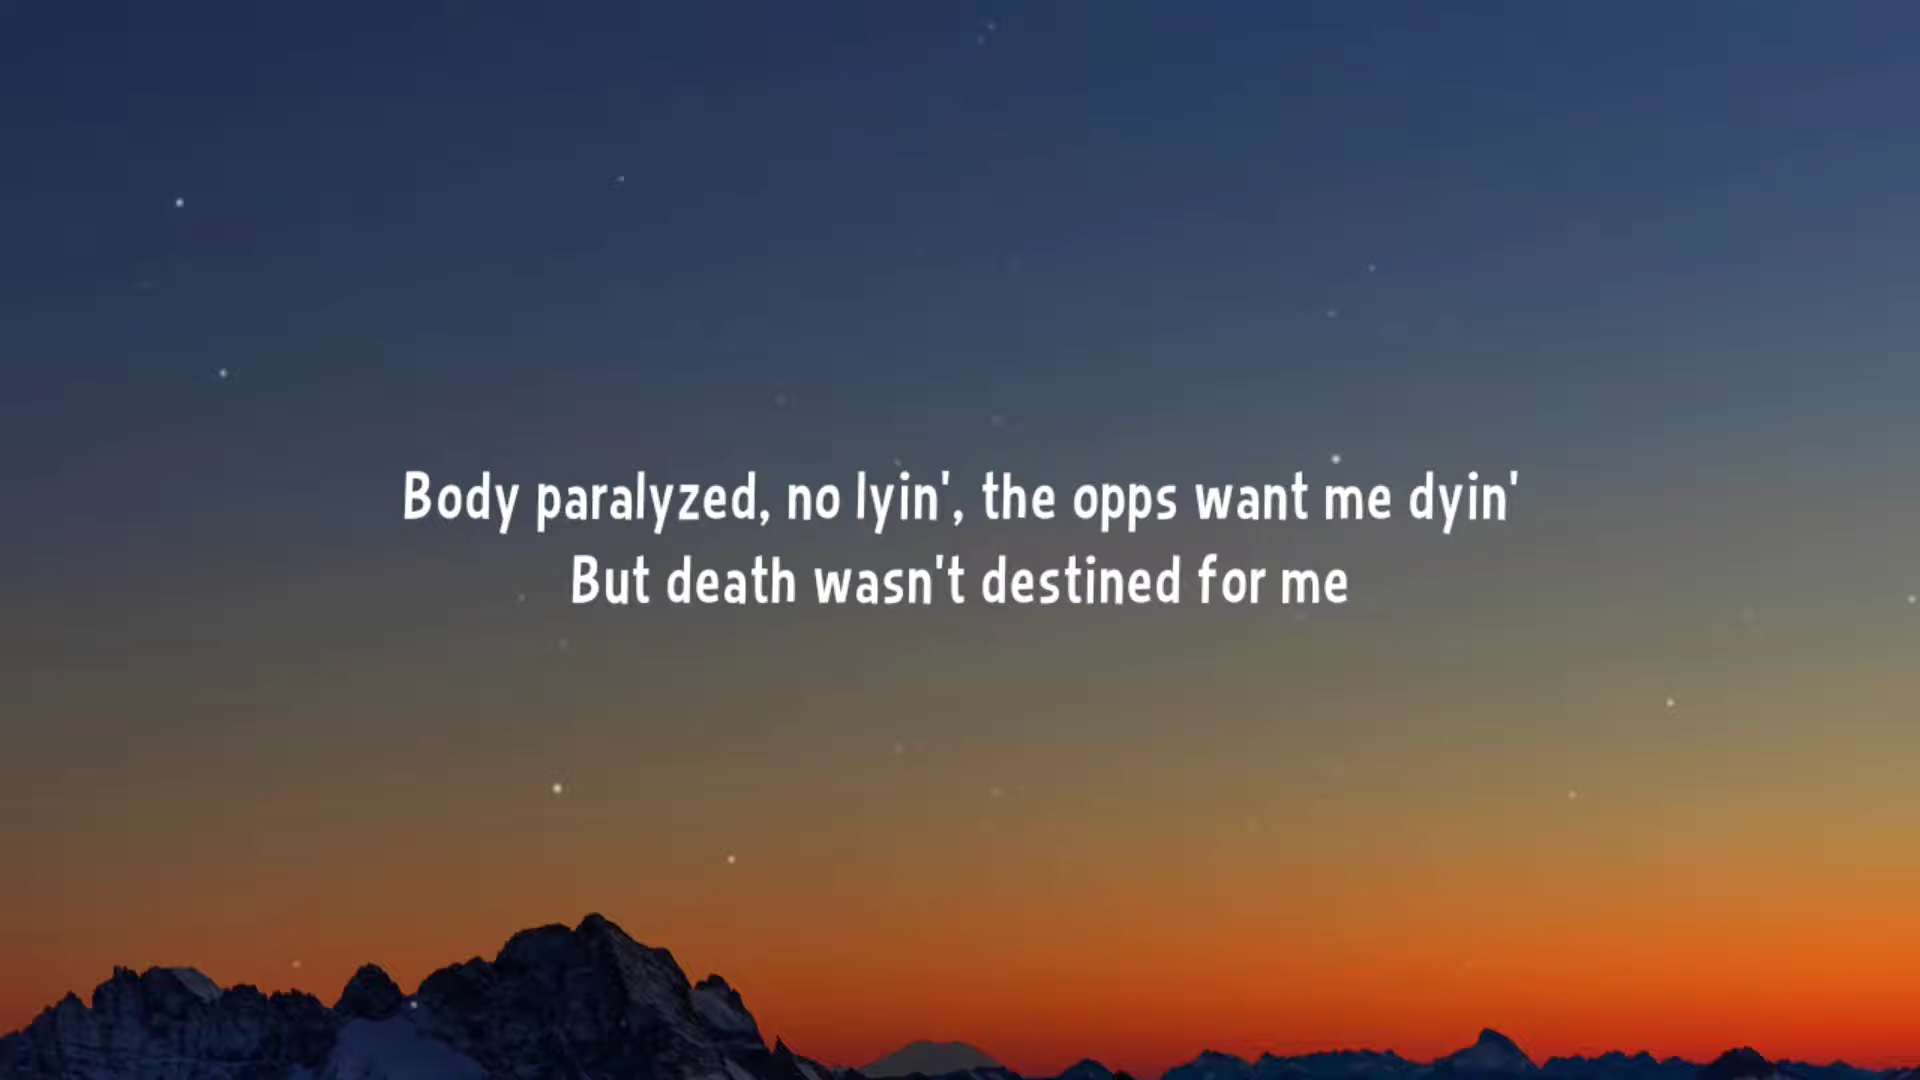 Body paralyzed, no lyin', the opps want me dyin'
But death wasn't destined for me